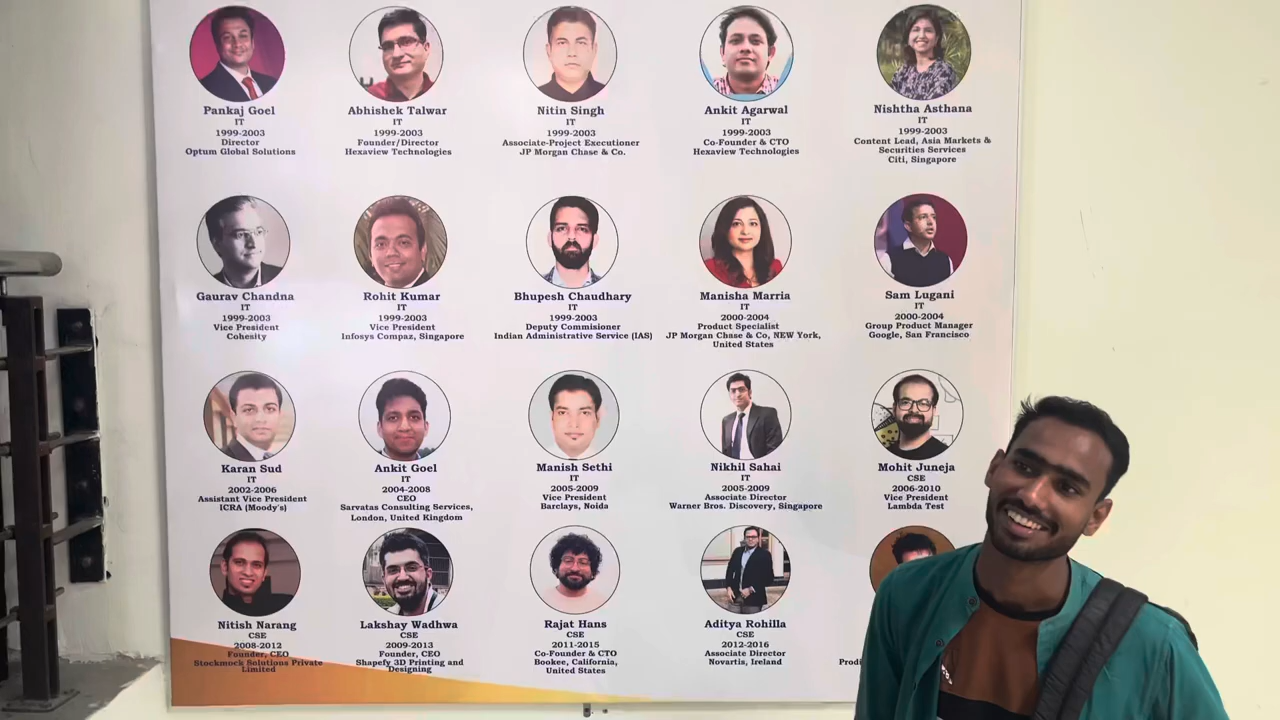 Pankaj Goel
IT
1999-2003
Director
Optum Global Solutions
Abhishek Talwar
IT
1999-2003
Founder/Director
Hexaview Technologies
Nitin Singh
IT
1999-2003
Associate-Project Executioner
JP Morgan Chase & Co.
Ankit Agarwal
IT
1999-2003
Co-Founder & CTO
Hexaview Technologies
Nishtha Asthana
IT
1999-2003
Content Lead, Asia Markets &
Securities Services
Citi, Singapore
Gaurav Chandna
IT
1999-2003
Vice President
Cohesity
Rohit Kumar
IT
1999-2003
Vice President
Infosys Compaz, Singapore
Bhupesh Chaudhary
IT
1999-2003
Deputy Commisioner
Indian Administrative Service (IAS)
Manisha Marria
IT
2000-2004
Product Specialist
JP Morgan Chase & Co, NEW York,
United States
Sam Lugani
IT
2000-2004
Group Product Manager
Google, San Francisco
Karan Sud
IT
2002-2006
Assistant Vice President
ICRA (Moody's)
Ankit Goel
IT
2004-2008
CEO
Sarvatas Consulting Services,
London, United Kingdom
Manish Sethi
IT
2005-2009
Vice President
Barclays, Noida
Nikhil Sahai
IT
2005-2009
Associate Director
Warner Bros. Discovery, Singapore
Mohit Juneja
CSE
2006-2010
Vice President
Lambda Test
Nitish Narang
CSE
2008-2012
Founder, CEO
Stockmock Solutions Private
Limited
Lakshay Wadhwa
CSE
2009-2013
Founder, CEO
Shapefy 3D Printing and
Designing
Rajat Hans
CSE
2011-2015
Co-Founder & CTO
Bookee, California,
United States
Aditya Rohilla
CSE
2012-2016
Associate Director
Novartis, Ireland